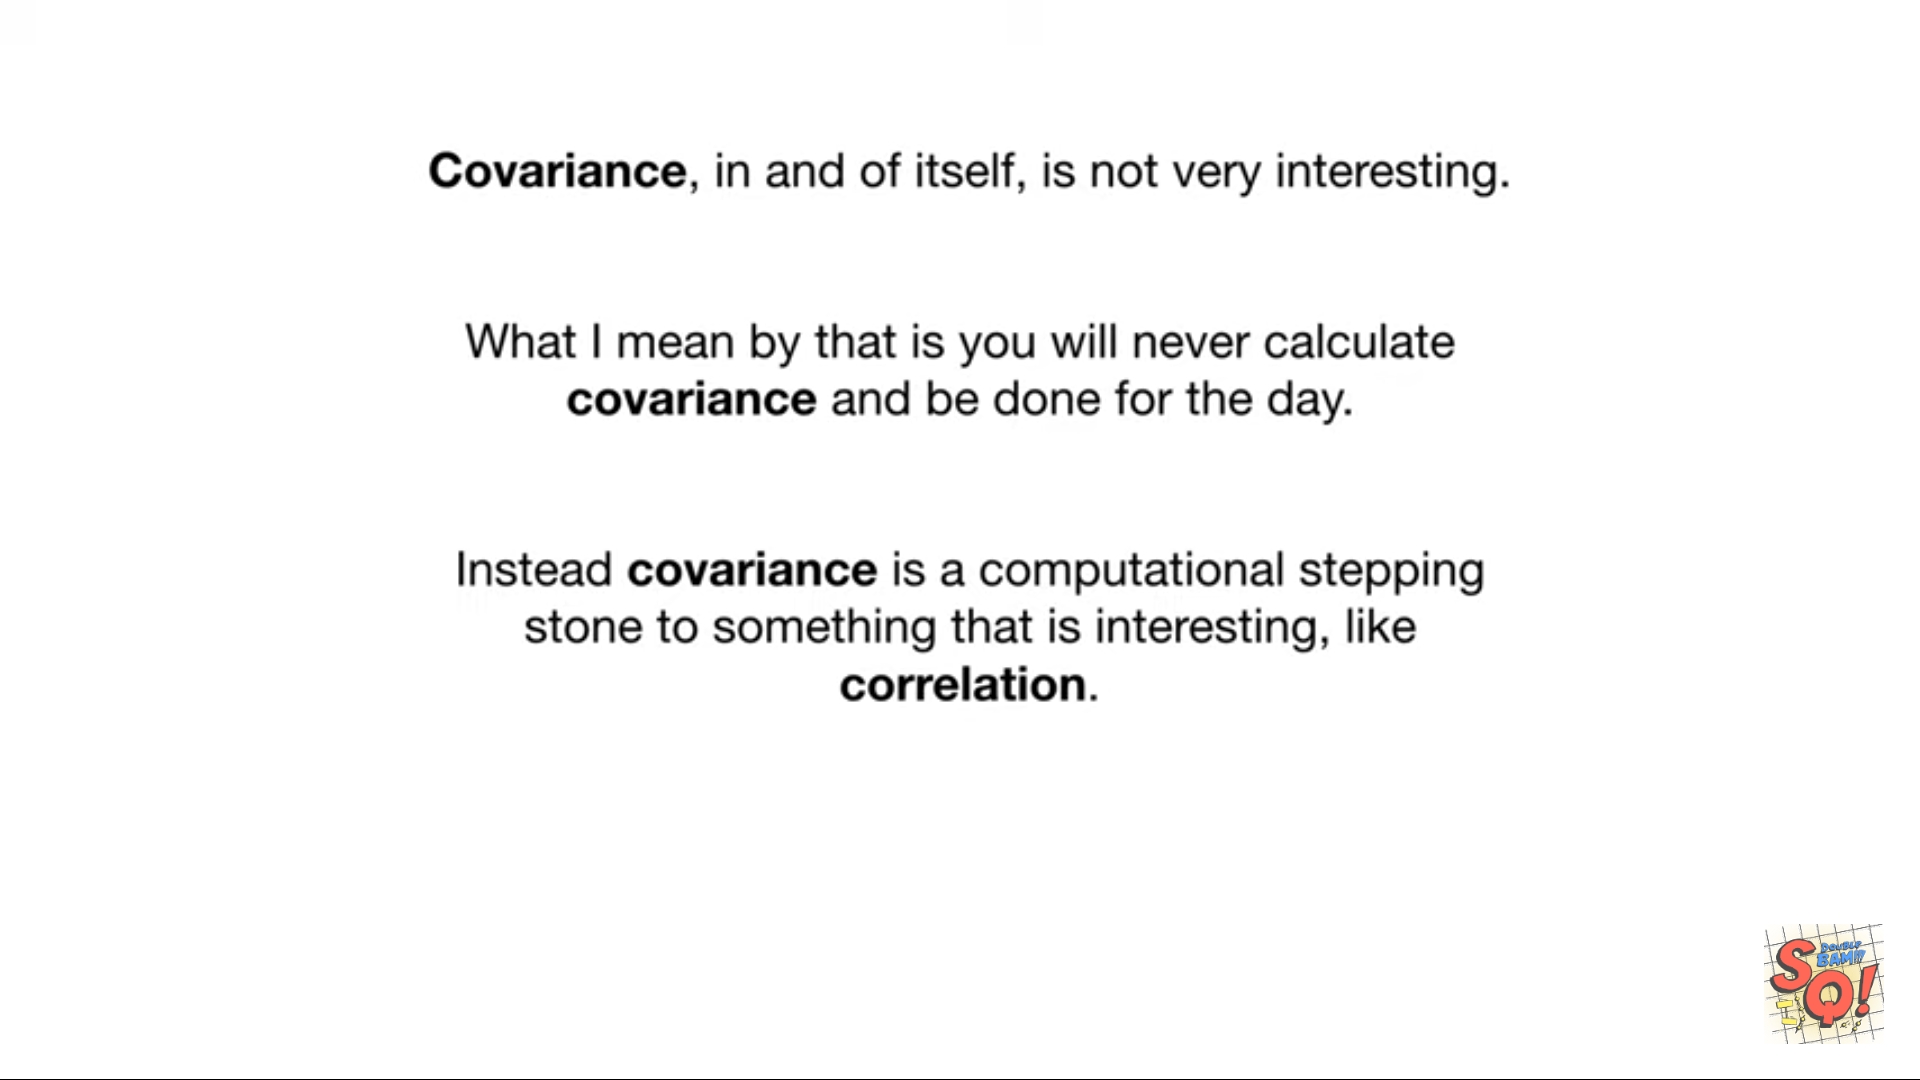 Covariance, in and of itself, is not very interesting.
What I mean by that is you will never calculate
covariance and be done for the day.
Instead covariance is a computational stepping
stone to something that is interesting, like
correlation.
DOUBLE
BAM!!
SQ!